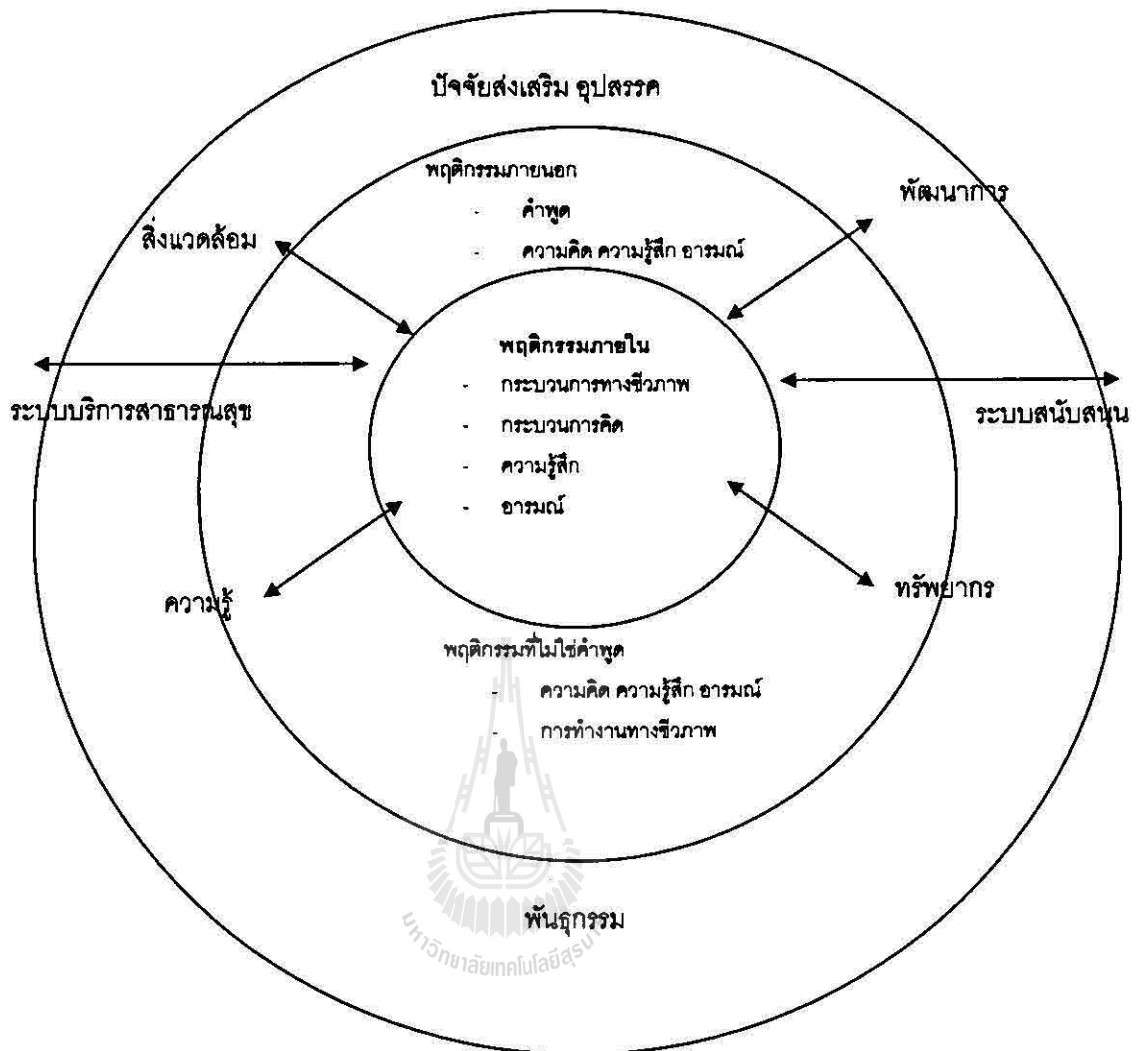 ปัจจัยส่งเสริม อุปสรรค
พฤติกรรมภายนอก
- คำพูด
- ความคิด ความรู้สึก อารมณ์
พัฒนาการ
สิ่งแวดล้อม
พฤติกรรมภายใน
- กระบวนการทางชีวภาพ
- กระบวนการคิด
- ความรู้สึก
- อารมณ์
ระบบบริการสาธารณสุข
ระบบสนับสนุน
ความรู้
ทรัพยากร
พฤติกรรมที่ไม่ใช่คำพูด
- ความคิด ความรู้สึก อารมณ์
- การทำงานทางชีวภาพ
พันธุกรรม
มหาวิทยาลัยเทคโนโลยีสุรนารี